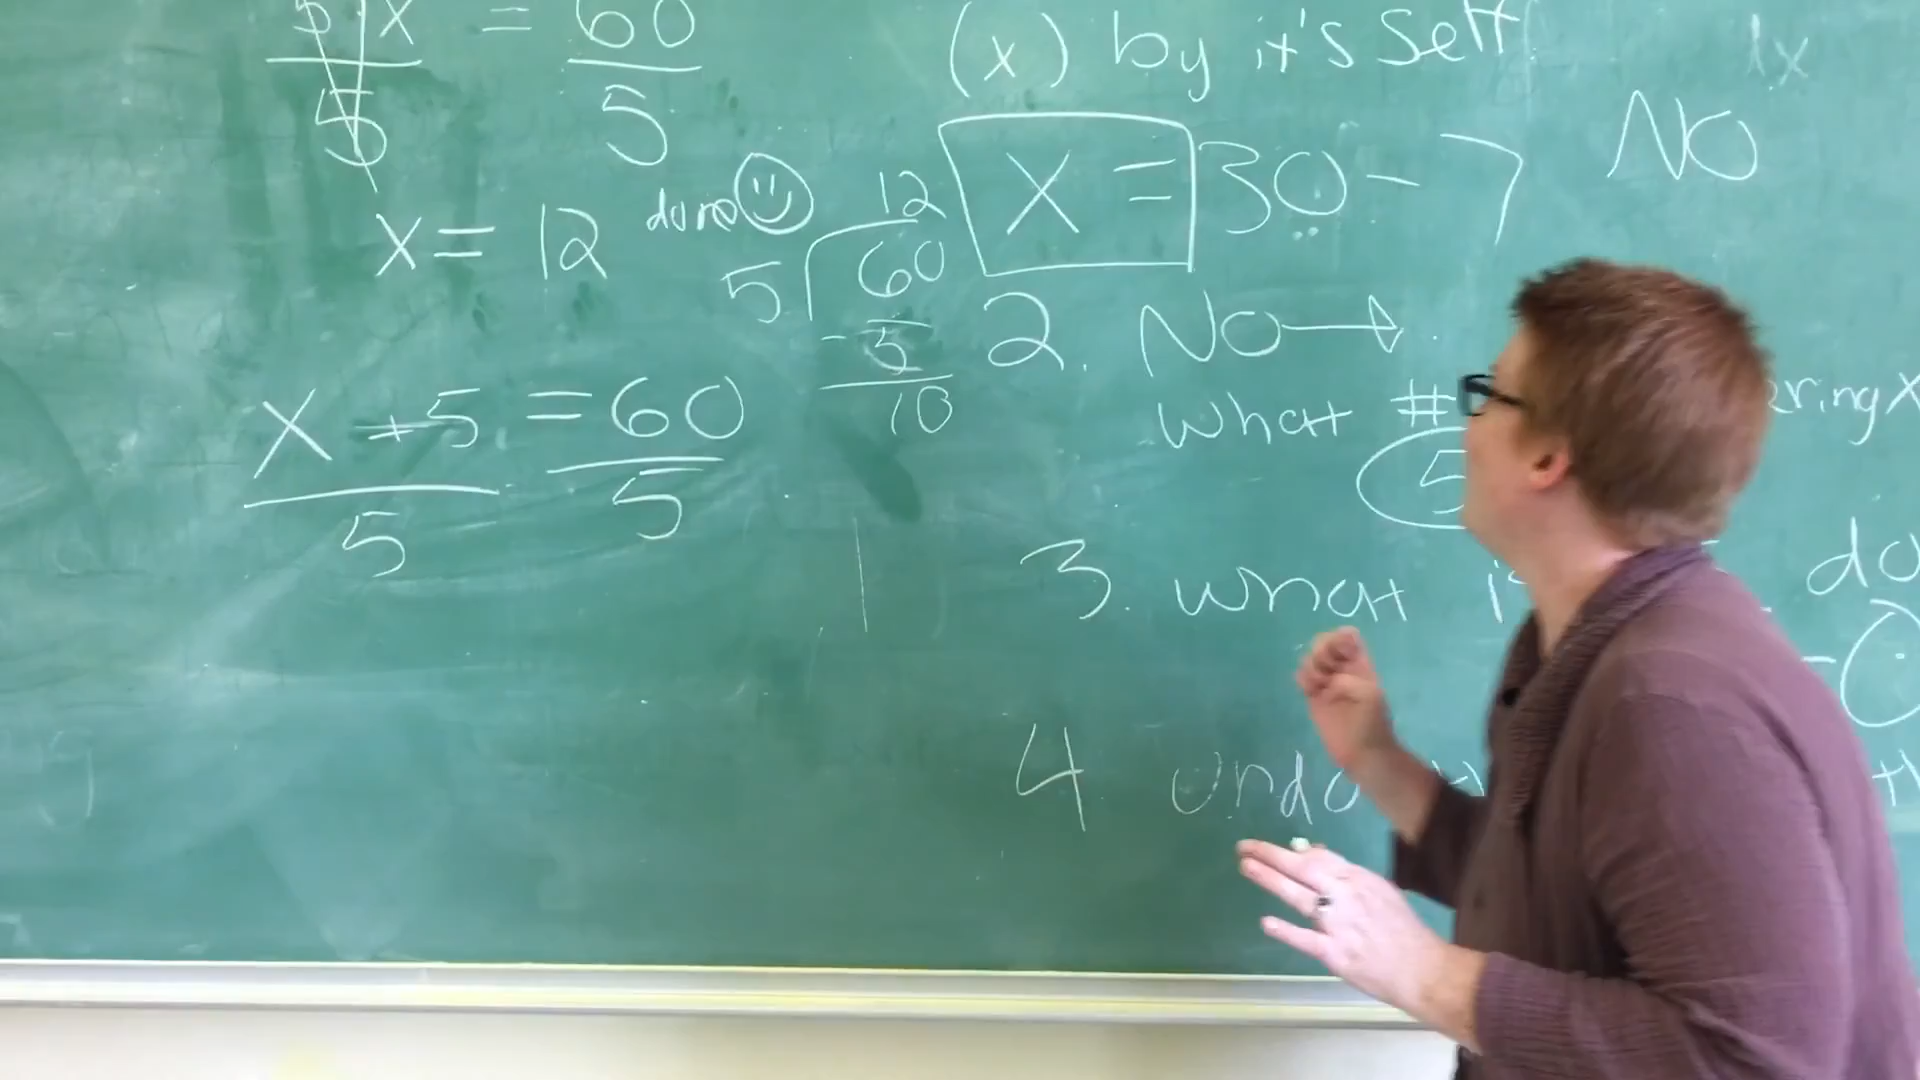 5x = 60
5 5
x = 12 done
12
5 60
- 5
10
x + 5 = 60
5 5
(x) by it's self
x = 30 - 7
1x
NO
2. NO →
what #
5
3. what
do
4 undo